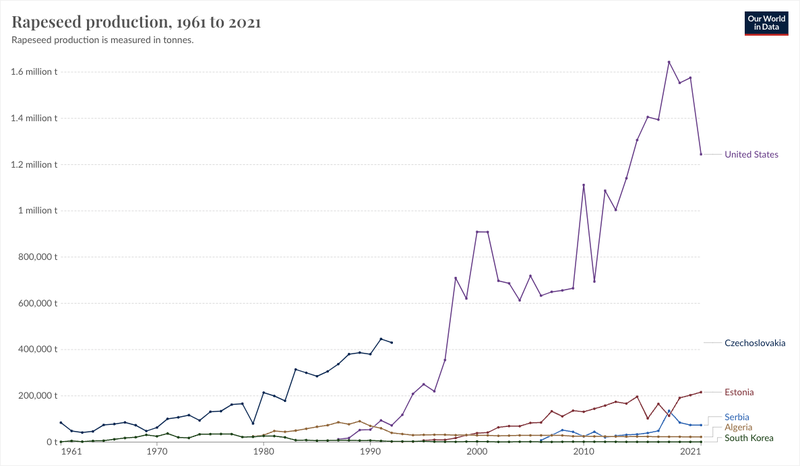 Rapeseed production, 1961 to 2021
Rapeseed production is measured in tonnes.
Our World
in Data
1.6 million t
1.4 million t
1.2 million t
1 million t
800,000 t
600,000 t
400,000 t
200,000 t
0 t
1961
1970
1980
1990
2000
2010
2021
United States
Czechoslovakia
Estonia
Serbia
Algeria
South Korea